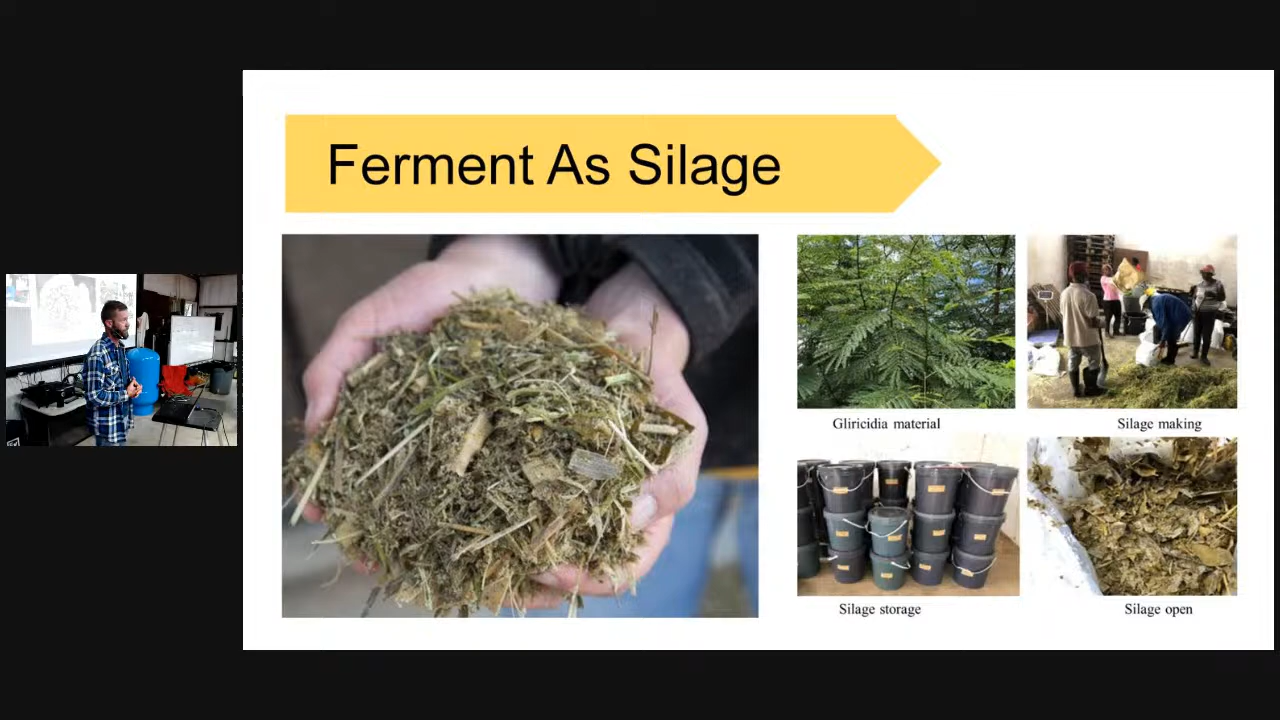 Ferment As Silage
Gliricidia material
Silage making
Silage storage
Silage open